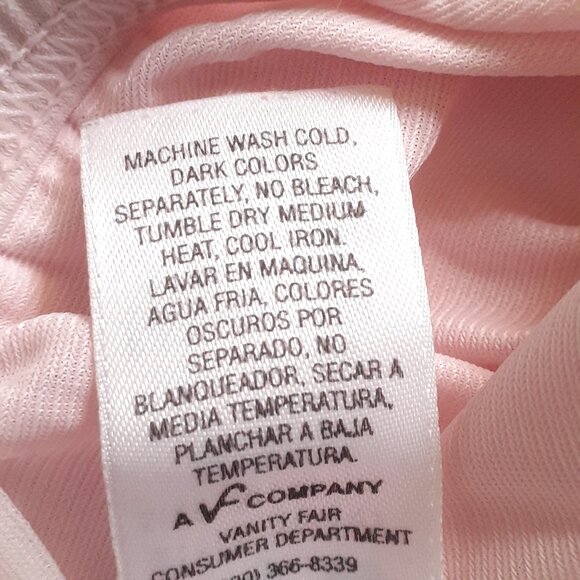 MACHINE WASH COLD,
DARK COLORS
SEPARATELY, NO BLEACH,
TUMBLE DRY MEDIUM
HEAT, COOL IRON.
LAVAR EN MAQUINA.
AGUA FRIA, COLORES
OSCUROS POR
SEPARADO, NO
BLANQUEADOR, SECAR A
MEDIA TEMPERATURA,
PLANCHAR A BAJA
TEMPERATURA.
A VF COMPANY
VANITY FAIR
CONSUMER DEPARTMENT
366-8339